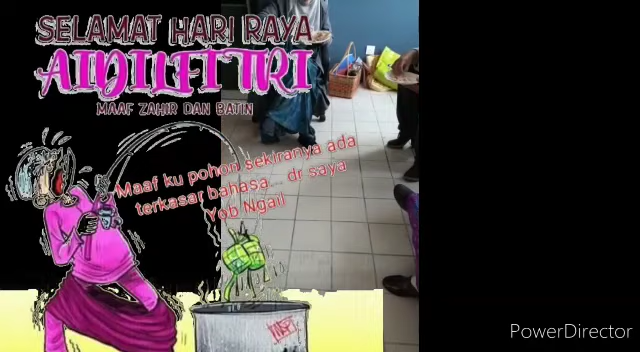 SELAMAT HARI RAYA
AIDILFITRI
MAAF ZAHIR DAN BATIN
Maaf ku pohon sekiranya ada
terkasar bahasa... dr saya
Yob Ngail
PowerDirector